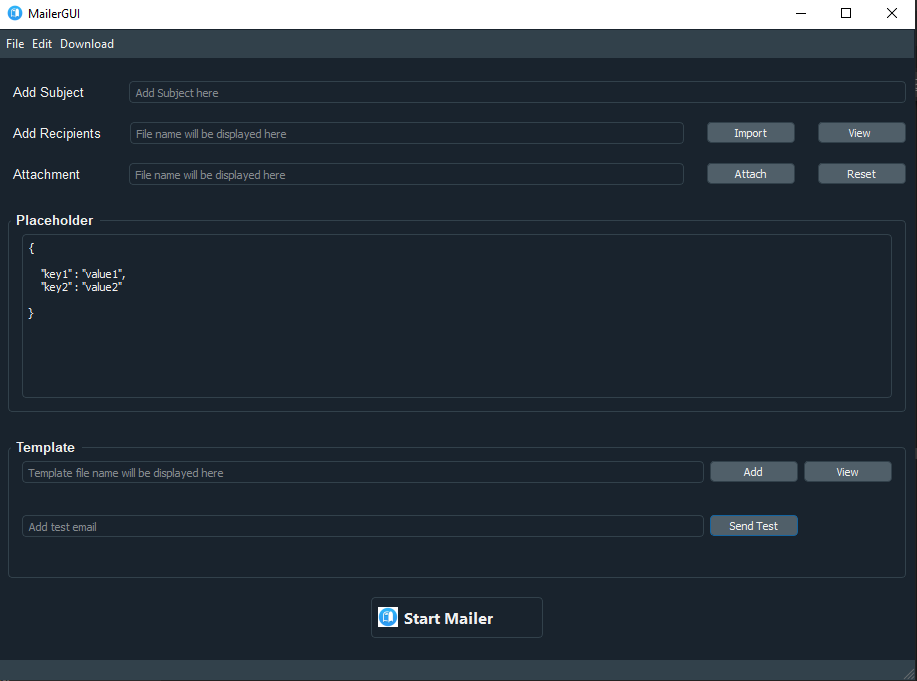 MailerGUI
File Edit Download
Add Subject Add Subject here
Add Recipients File name will be displayed here Import View
Attachment File name will be displayed here Attach Reset
Placeholder
{
"key1" : "value1",
"key2" : "value2"
}
Template
Template file name will be displayed here Add View
Add test email Send Test
Start Mailer